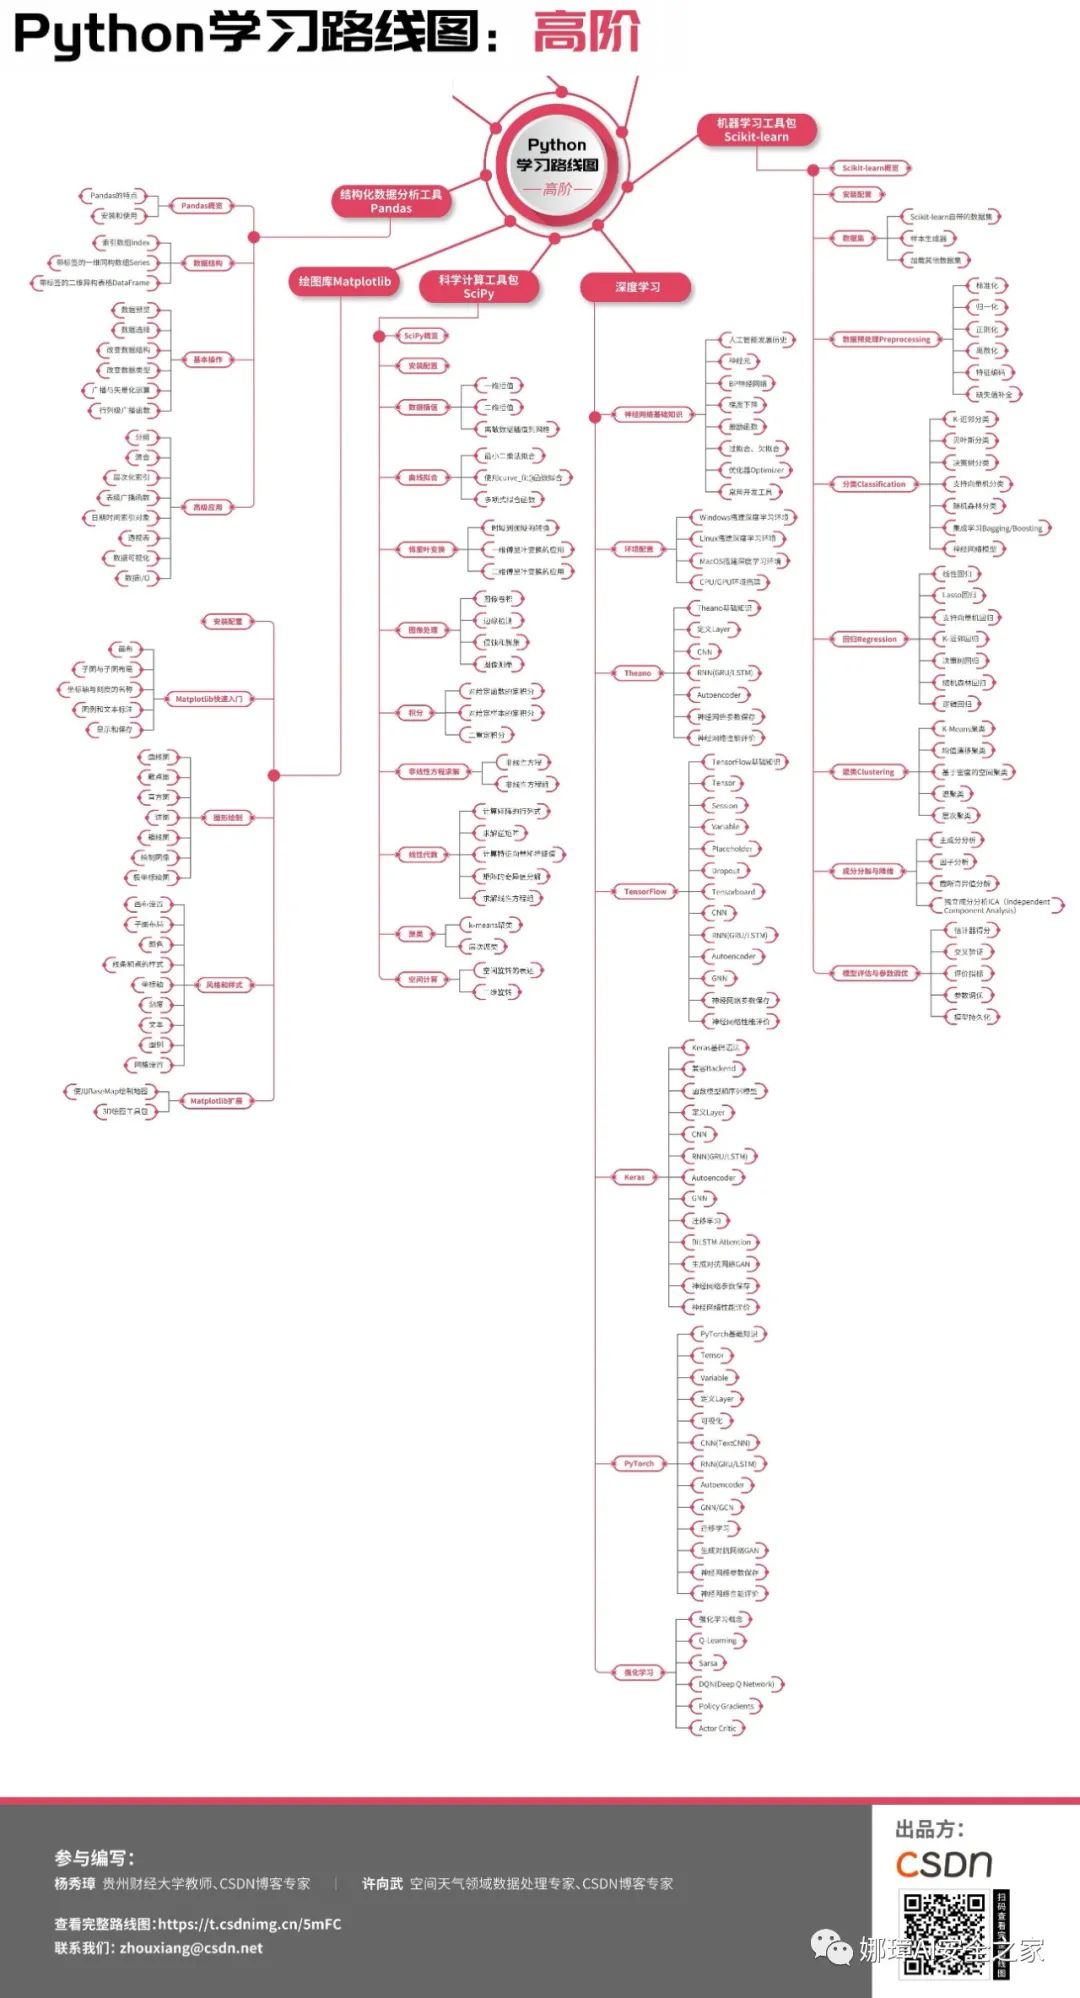 Python学习路线图：高阶
Python
学习路线图
高阶
结构化数据分析工具
Pandas
Pandas概览
Pandas的特点
安装和使用
数据结构
索引数组Index
带标签的一维同构数组Series
带标签的二维异构表格DataFrame
基本操作
数据预览
数据选择
改变数据结构
改变数据类型
广播与矢量化运算
行列级广播函数
高级应用
分组
聚合
层次化索引
表级广播函数
日期时间索引对象
透视表
数据可视化
数据I/O
绘图库Matplotlib
安装配置
Matplotlib快速入门
画布
子图与子图布局
坐标轴与刻度的名称
图例和文本标注
显示和保存
图形绘制
曲线图
散点图
直方图
饼图
箱线图
绘制图像
极坐标绘图
风格和样式
画布设置
子图布局
颜色
线条和点的样式
坐标轴
刻度
文本
图例
网格设置
Matplotlib扩展
使用BaseMap绘制地图
3D绘图工具包
科学计算工具包
SciPy
SciPy概览
安装配置
数据插值
一维插值
二维插值
离散数据插值到网格
曲线拟合
最小二乘法拟合
使用curve_fit()函数拟合
多项式拟合函数
傅里叶变换
时域到频域的转换
一维傅里叶变换的应用
二维傅里叶变换的应用
图像处理
图像卷积
边缘检测
侵蚀和膨胀
图像测量
积分
对给定函数的定积分
对给定样本的定积分
二重定积分
非线性方程求解
非线性方程
非线性方程组
线性代数
计算矩阵的行列式
求解逆矩阵
计算特征向量和特征值
矩阵的奇异值分解
求解线性方程组
聚类
k-means聚类
层次聚类
空间计算
空间旋转的表述
三维旋转
深度学习
神经网络基础知识
人工智能发展历史
神经元
BP神经网络
梯度下降
激励函数
过拟合、欠拟合
优化器Optimizer
常用开发工具
环境配置
Windows搭建深度学习环境
Linux搭建深度学习环境
MacOS搭建深度学习环境
CPU/GPU环境搭建
Theano
Theano基础知识
定义Layer
CNN
RNN(GRU/LSTM)
Autoencoder
神经网络参数保存
神经网络性能评价
TensorFlow
TensorFlow基础知识
Tensor
Session
Variable
Placeholder
Dropout
Tensorboard
CNN
RNN(GRU/LSTM)
Autoencoder
GNN
神经网络参数保存
神经网络性能评价
Keras
Keras基础语法
兼容Backend
函数模型和序列模型
定义Layer
CNN
RNN(GRU/LSTM)
Autoencoder
GNN
迁移学习
BiLSTM-Attention
生成对抗网络GAN
神经网络参数保存
神经网络性能评价
PyTorch
PyTorch基础知识
Tensor
Variable
定义Layer
可视化
CNN(TextCNN)
RNN(GRU/LSTM)
Autoencoder
GNN/GCN
迁移学习
生成对抗网络GAN
神经网络参数保存
神经网络性能评价
强化学习
强化学习概念
Q-Learning
Sarsa
DQN(Deep Q Network)
Policy Gradients
Actor Critic
机器学习工具包
Scikit-learn
Scikit-learn概览
安装配置
数据集
Scikit-learn自带的数据集
样本生成器
加载其他数据集
数据预处理Preprocessing
标准化
归一化
正则化
离散化
特征编码
缺失值补全
分类Classification
K-近邻分类
贝叶斯分类
决策树分类
支持向量机分类
随机森林分类
集成学习Bagging/Boosting
神经网络模型
回归Regression
线性回归
Lasso回归
支持向量机回归
K-近邻回归
决策树回归
随机森林回归
逻辑回归
聚类Clustering
K-Means聚类
均值漂移聚类
基于密度的空间聚类
谱聚类
层次聚类
成分分解与降维
主成分分析
因子分析
截断奇异值分解
独立成分分析ICA（Independent
Component Analysis）
模型评估与参数调优
估计器得分
交叉验证
评价指标
参数调优
模型持久化
参与编写：
杨秀璋 贵州财经大学教师、CSDN博客专家 | 许向武 空间天气领域数据处理专家、CSDN博客专家
查看完整路线图：https://t.csdnimg.cn/5mFC
联系我们：zhouxiang@csdn.net
出品方：
CSDN
扫码查看完整路线图
娜璋AI安全之家